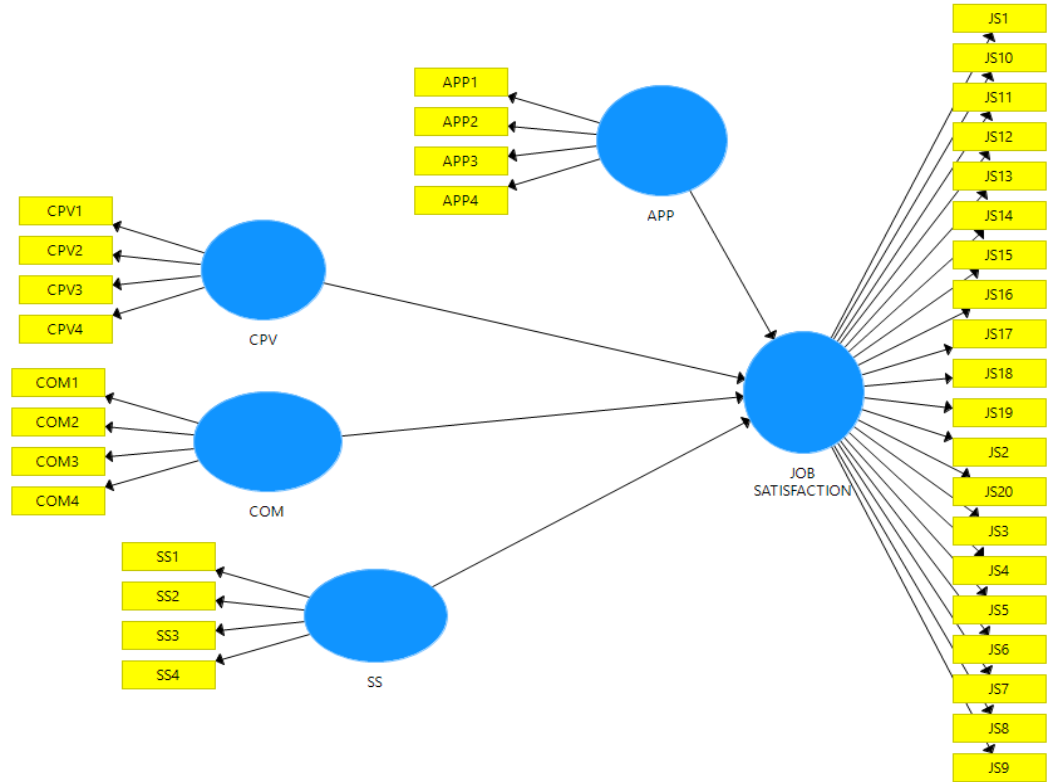 APP1
APP2
APP3
APP4
APP
CPV1
CPV2
CPV3
CPV4
CPV
COM1
COM2
COM3
COM4
COM
SS1
SS2
SS3
SS4
SS
JOB
SATISFACTION
JS1
JS10
JS11
JS12
JS13
JS14
JS15
JS16
JS17
JS18
JS19
JS2
JS20
JS3
JS4
JS5
JS6
JS7
JS8
JS9